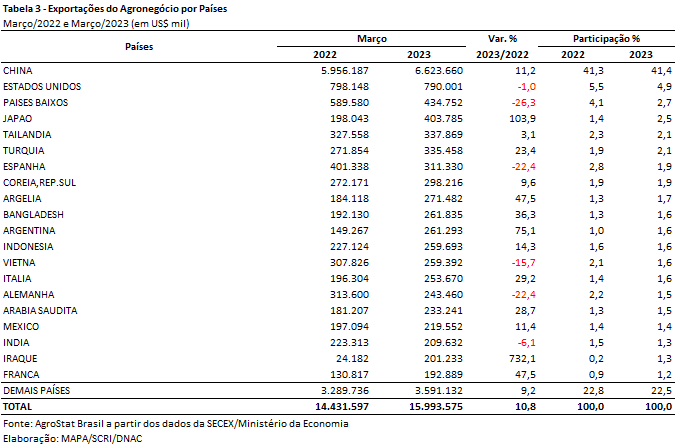 Tabela 3 - Exportações do Agronegócio por Países
Março/2022 e Março/2023 (em US$ mil)
Países Março Var. % Participação %
2022 2023 2023/2022 2022 2023
CHINA 5.956.187 6.623.660 11,2 41,3 41,4
ESTADOS UNIDOS 798.148 790.001 -1,0 5,5 4,9
PAISES BAIXOS 589.580 434.752 -26,3 4,1 2,7
JAPAO 198.043 403.785 103,9 1,4 2,5
TAILANDIA 327.558 337.869 3,1 2,3 2,1
TURQUIA 271.854 335.458 23,4 1,9 2,1
ESPANHA 401.338 311.330 -22,4 2,8 1,9
COREIA,REP.SUL 272.171 298.216 9,6 1,9 1,9
ARGELIA 184.118 271.482 47,5 1,3 1,7
BANGLADESH 192.130 261.835 36,3 1,3 1,6
ARGENTINA 149.267 261.293 75,1 1,0 1,6
INDONESIA 227.124 259.693 14,3 1,6 1,6
VIETNA 307.826 259.392 -15,7 2,1 1,6
ITALIA 196.304 253.670 29,2 1,4 1,6
ALEMANHA 313.600 243.460 -22,4 2,2 1,5
ARABIA SAUDITA 181.207 233.241 28,7 1,3 1,5
MEXICO 197.094 219.552 11,4 1,4 1,4
INDIA 223.313 209.632 -6,1 1,5 1,3
IRAQUE 24.182 201.233 732,1 0,2 1,3
FRANCA 130.817 192.889 47,5 0,9 1,2
DEMAIS PAÍSES 3.289.736 3.591.132 9,2 22,8 22,5
TOTAL 14.431.597 15.993.575 10,8 100,0 100,0
Fonte: AgroStat Brasil a partir dos dados da SECEX/Ministério da Economia
Elaboração: MAPA/SCRI/DNAC